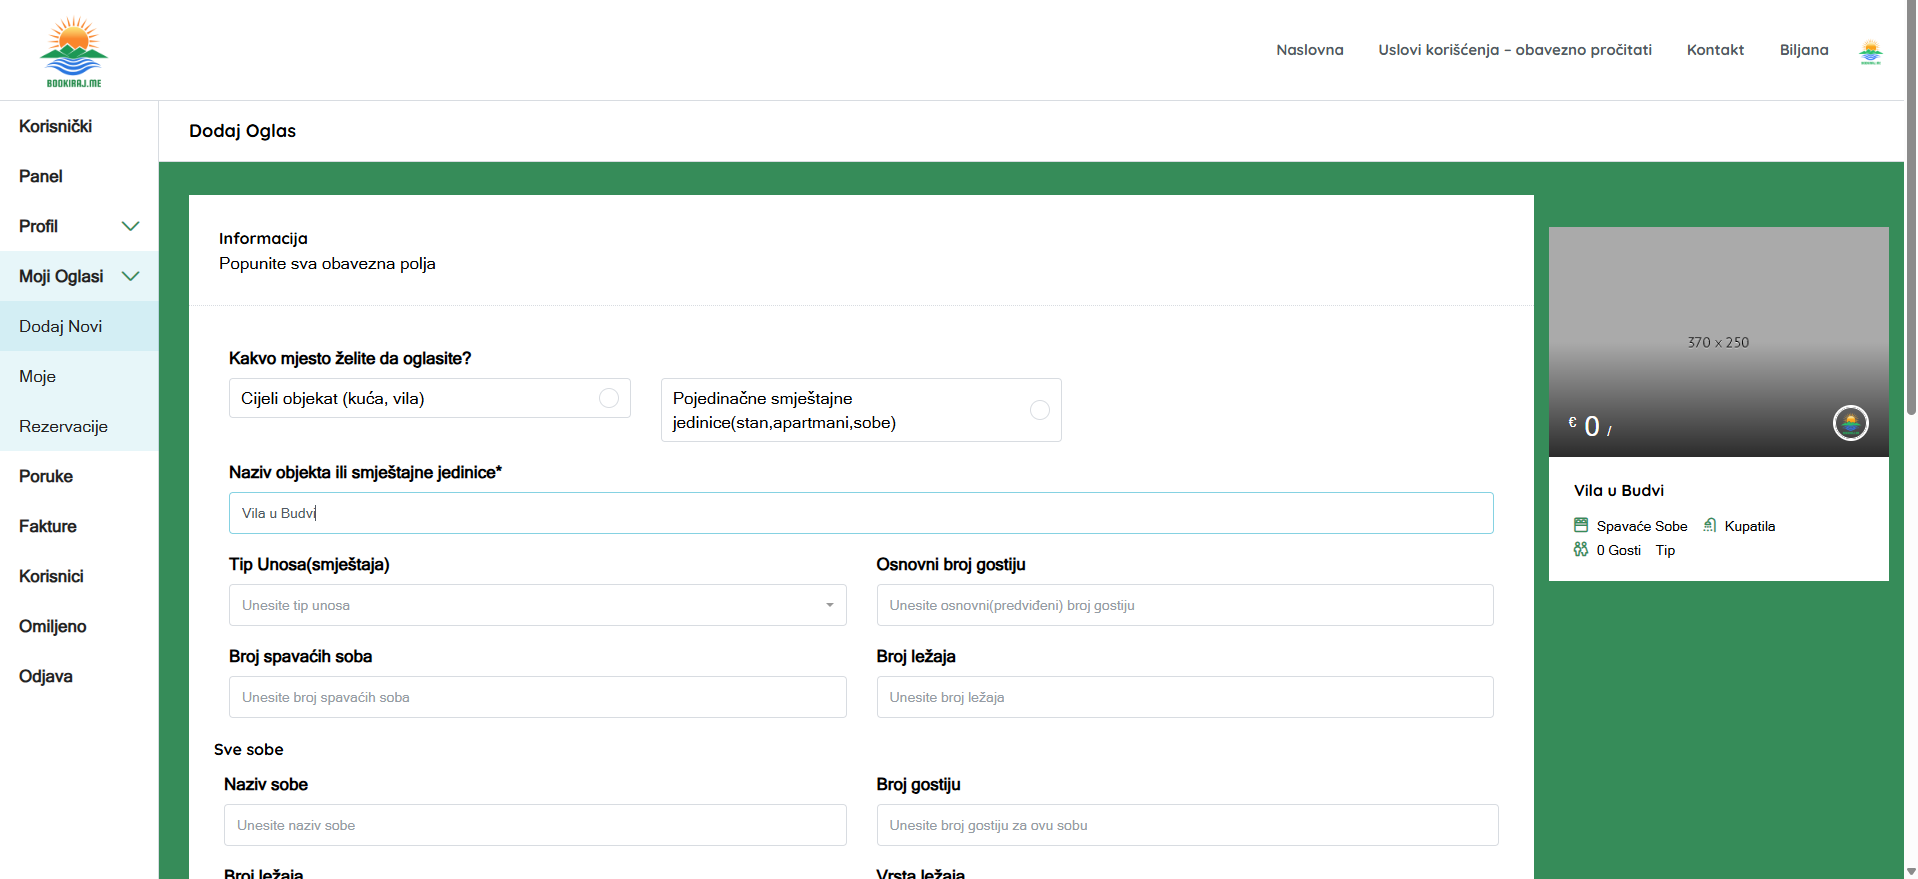 BOOKIRAJ.ME
Naslovna
Uslovi korišćenja – obavezno pročitati
Kontakt
Biljana
Korisnički
Panel
Profil
Moji Oglasi
Dodaj Novi
Moje
Rezervacije
Poruke
Fakture
Korisnici
Omiljeno
Odjava
Dodaj Oglas
Informacija
Popunite sva obavezna polja
Kakvo mjesto želite da oglasite?
Cijeli objekat (kuća, vila)
Pojedinačne smještajne
jedinice(stan,apartmani,sobe)
Naziv objekta ili smještajne jedinice*
Vila u Budvi
Tip Unosa(smještaja)
Osnovni broj gostiju
Unesite tip unosa
Unesite osnovni(predviđeni) broj gostiju
Broj spavaćih soba
Broj ležaja
Unesite broj spavaćih soba
Unesite broj ležaja
Sve sobe
Naziv sobe
Broj gostiju
Unesite naziv sobe
Unesite broj gostiju za ovu sobu
Broj ležaja
Vrsta ležaja
370 x 250
€ 0 /
Vila u Budvi
Spavaće Sobe
Kupatila
0 Gosti
Tip